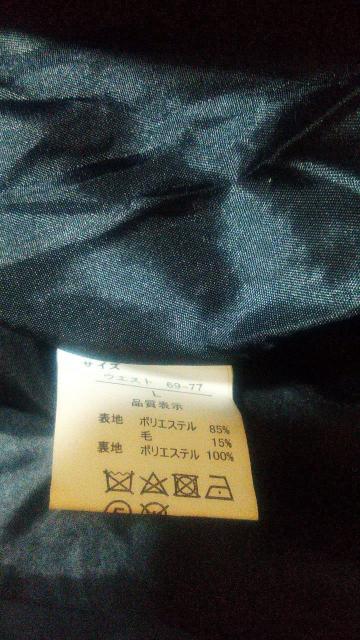 サイズ
ウエスト 69-77
L
品質表示
表地 ポリエステル 85%
毛 15%
裏地 ポリエステル 100%